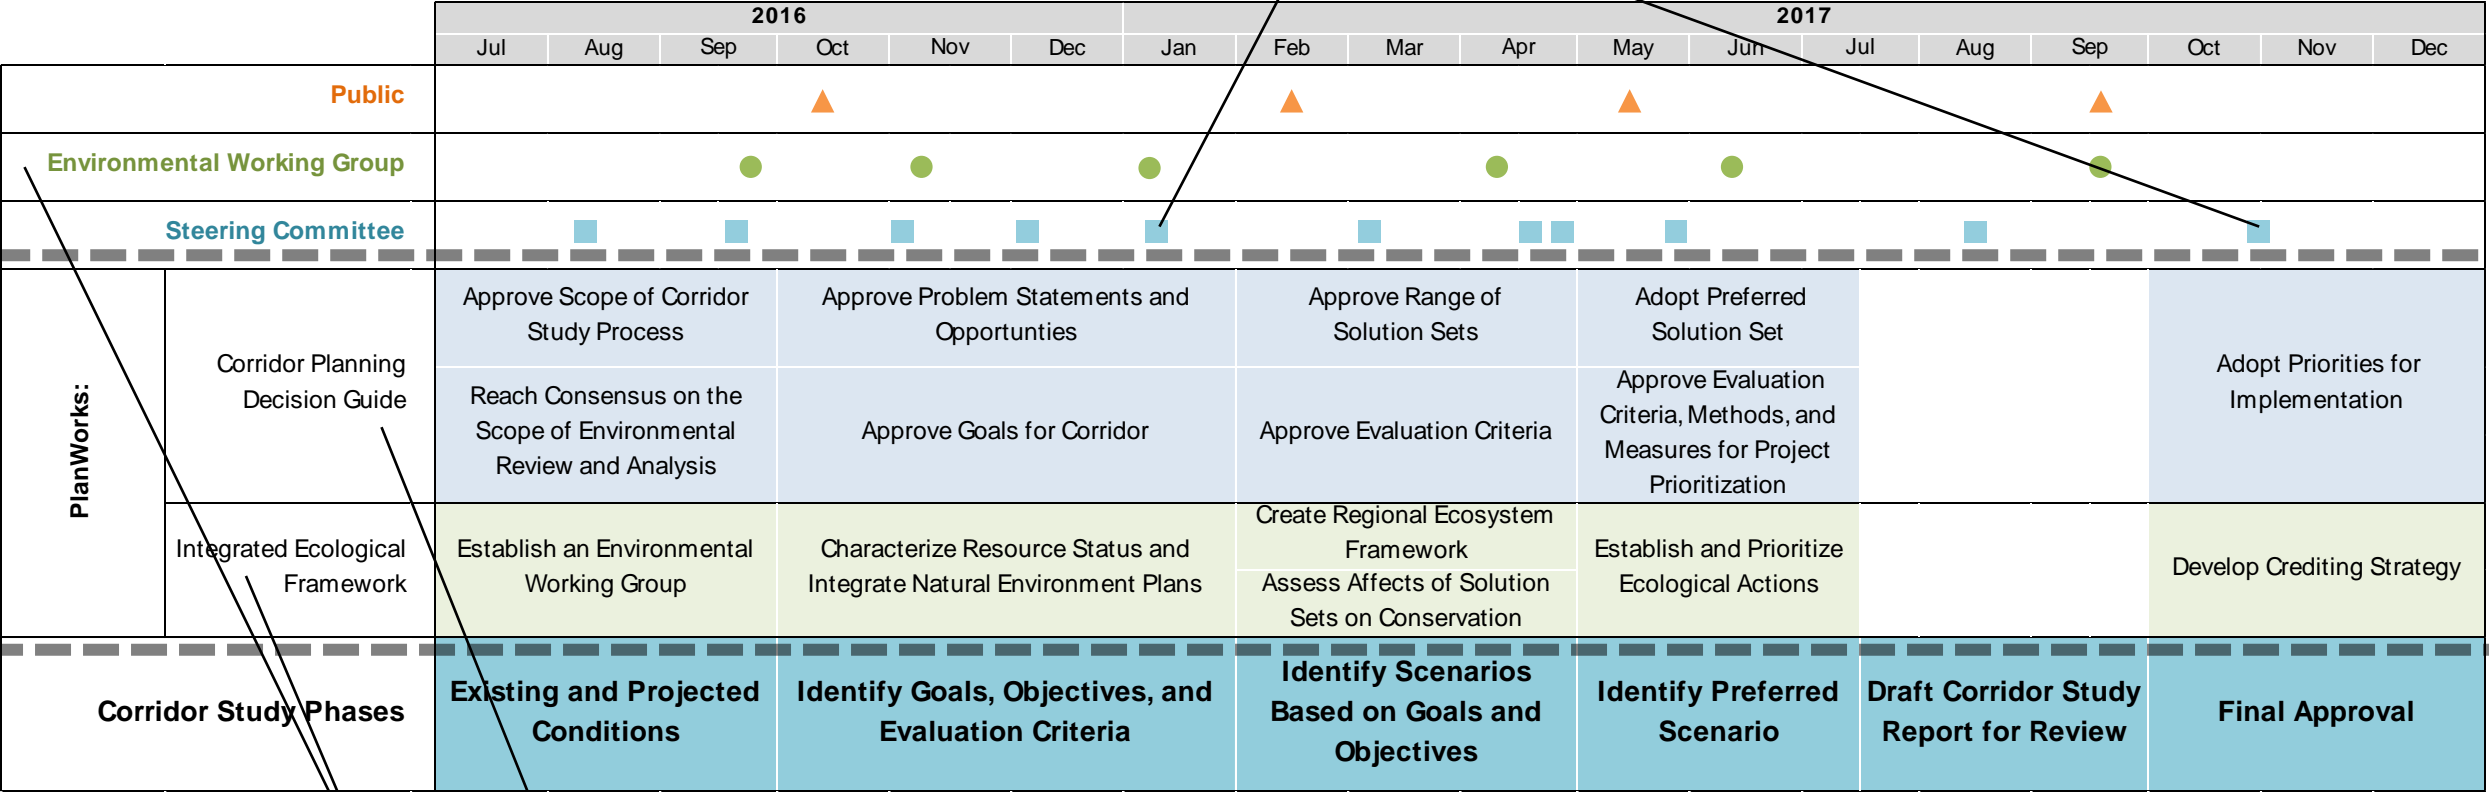 2016
2017
Jul Aug Sep Oct Nov Dec Jan Feb Mar Apr May Jun Jul Aug Sep Oct Nov Dec
Public
Environmental Working Group
Steering Committee
PlanWorks:
Corridor Planning
Decision Guide
Approve Scope of Corridor
Study Process
Approve Problem Statements and
Opportunties
Approve Range of
Solution Sets
Adopt Preferred
Solution Set
Reach Consensus on the
Scope of Environmental
Review and Analysis
Approve Goals for Corridor
Approve Evaluation Criteria
Approve Evaluation
Criteria, Methods, and
Measures for Project
Prioritization
Adopt Priorities for
Implementation
Integrated Ecological
Framework
Establish an Environmental
Working Group
Characterize Resource Status and
Integrate Natural Environment Plans
Create Regional Ecosystem
Framework
Assess Affects of Solution
Sets on Conservation
Establish and Prioritize
Ecological Actions
Develop Crediting Strategy
Corridor Study Phases
Existing and Projected
Conditions
Identify Goals, Objectives, and
Evaluation Criteria
Identify Scenarios
Based on Goals and
Objectives
Identify Preferred
Scenario
Draft Corridor Study
Report for Review
Final Approval